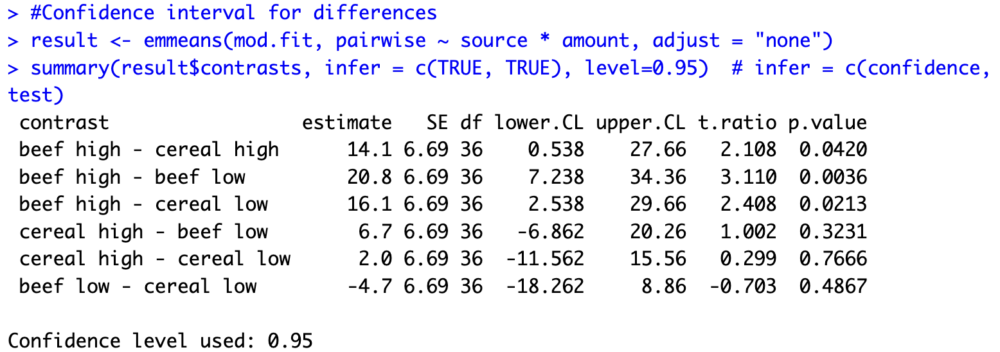 > #Confidence interval for differences
> result <- emmeans(mod.fit, pairwise ~ source * amount, adjust = "none")
> summary(result$contrasts, infer = c(TRUE, TRUE), level=0.95)  # infer = c(confidence,
test)
 contrast                 estimate   SE df lower.CL upper.CL t.ratio p.value
 beef high - cereal high      14.1 6.69 36    0.538    27.66   2.108  0.0420
 beef high - beef low         20.8 6.69 36    7.238    34.36   3.110  0.0036
 beef high - cereal low       16.1 6.69 36    2.538    29.66   2.408  0.0213
 cereal high - beef low        6.7 6.69 36   -6.862    20.26   1.002  0.3231
 cereal high - cereal low      2.0 6.69 36  -11.562    15.56   0.299  0.7666
 beef low - cereal low        -4.7 6.69 36  -18.262     8.86  -0.703  0.4867
Confidence level used: 0.95